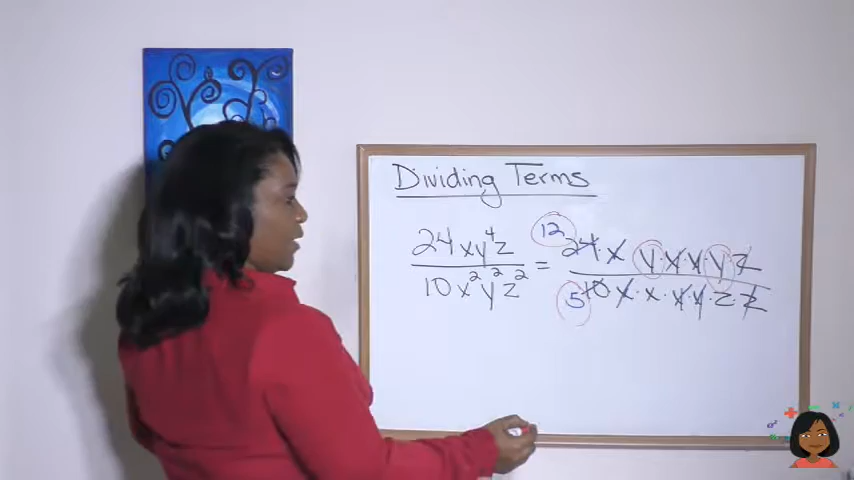 Dividing Terms
24xy⁴z / 10x²y²z² = 12 24·x·y·y·y·y·z / 5 10·x·x·y·y·z·z